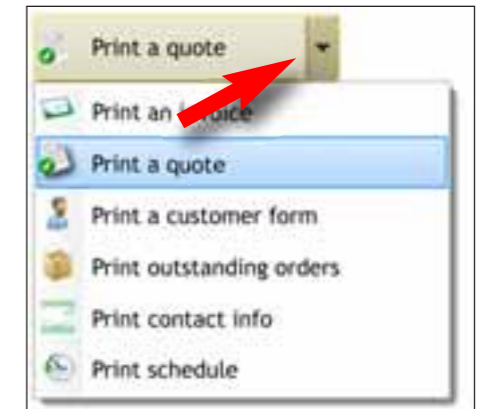 Print a quote
Print an
Print a quote
Print a customer form
Print outstanding orders
Print contact info
Print schedule